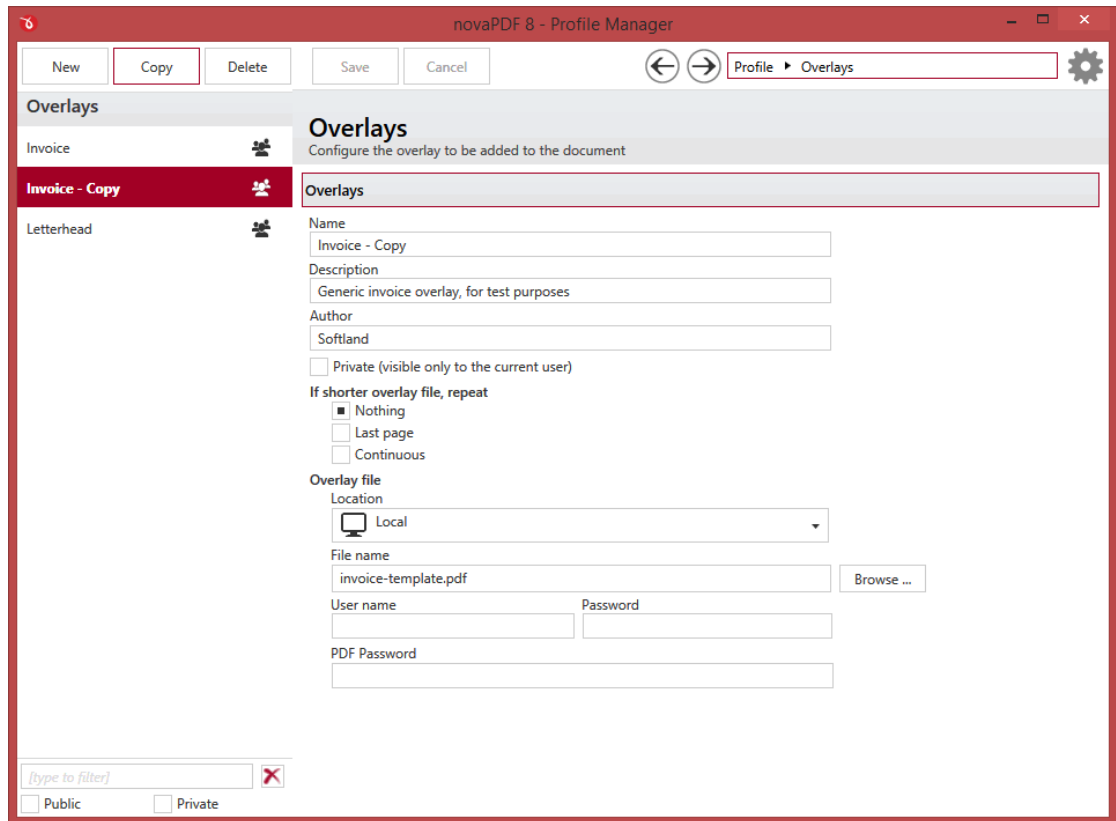 novaPDF 8 - Profile Manager
New Copy Delete Save Cancel Profile Overlays
Overlays
Invoice
Invoice - Copy
Letterhead
Overlays
Configure the overlay to be added to the document
Overlays
Name
Invoice - Copy
Description
Generic invoice overlay, for test purposes
Author
Softland
Private (visible only to the current user)
If shorter overlay file, repeat
Nothing
Last page
Continuous
Overlay file
Location
Local
File name
invoice-template.pdf Browse ...
User name Password
PDF Password
[type to filter]
Public Private